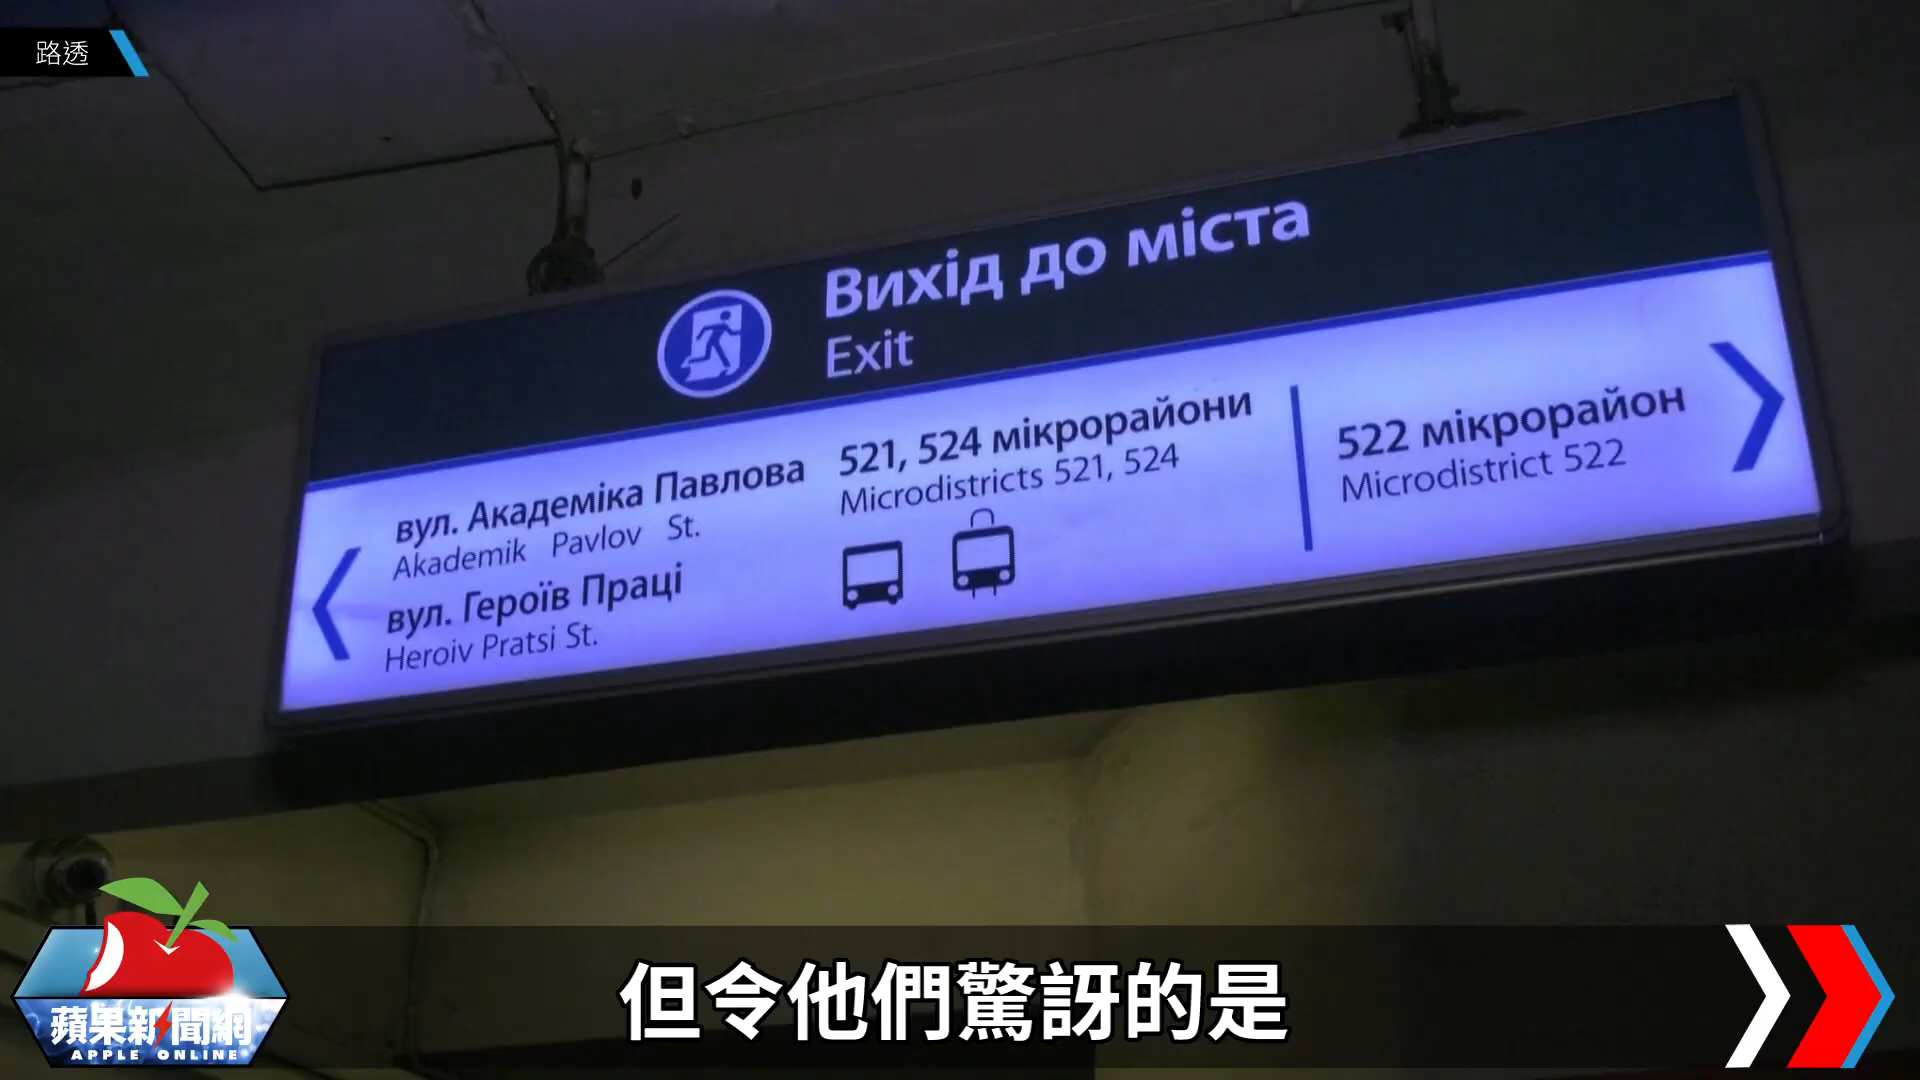 路透
Вихід до міста
Exit
вул. Академіка Павлова
Akademik Pavlov St.
вул. Героїв Праці
Heroiv Pratsi St.
521, 524 мікрорайони
Microdistricts 521, 524
522 мікрорайон
Microdistrict 522
但令他們驚訝的是
蘋果新聞網
APPLE ONLINE